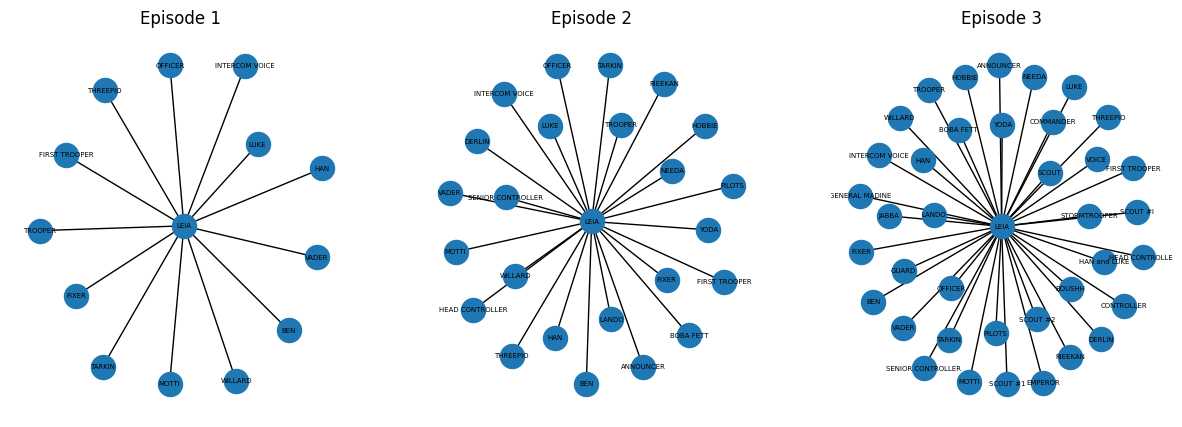 Episode 1
OFFICER
INTERCOM VOICE
THREEPIO
LUKE
FIRST TROOPER
HAN
LEIA
TROOPER
VADER
FIXER
BEN
TARKIN
WILLARD
MOTTI
Episode 2
OFFICER
TARKIN
RIEEKAN
INTERCOM VOICE
TROOPER
LUKE
HOBBIE
DERLIN
NEEDA
PILOTS
VADER
SENIOR CONTROLLER
LEIA
YODA
MOTTI
WILLARD
FIXER
FIRST TROOPER
HEAD CONTROLLER
LANDO
BOBA FETT
HAN
THREEPIO
ANNOUNCER
BEN
Episode 3
ANNOUNCER
HOBBIE
NEEDA
LUKE
TROOPER
WILLARD
THREEPIO
COMMANDER
YODA
BOBA FETT
INTERCOM VOICE
HAN
VOICE
FIRST TROOPER
SCOUT
GENERAL MADINE
JABBA
LANDO
STORMTROOPER
SCOUT #I
LEIA
FIXER
HEAD CONTROLLE
HAN and LUKE
GUARD
OFFICER
BOUSHH
BEN
CONTROLLER
SCOUT #2
VADER
PILOTS
TARKIN
DERLIN
RIEEKAN
SENIOR CONTROLLER
MOTTI
SCOUT #1
EMPEROR